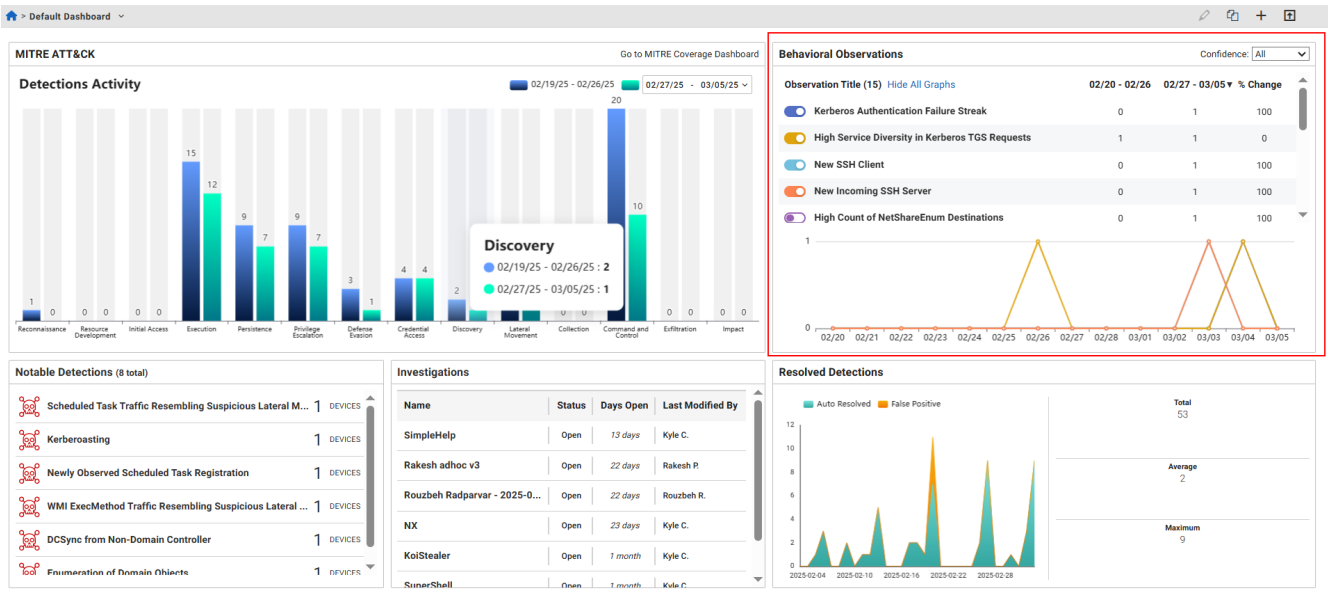 > Default Dashboard
MITRE ATT&CK
Go to MITRE Coverage Dashboard
Detections Activity
02/19/25 - 02/26/25
02/27/25 - 03/05/25
1 0 0 0 0 0 15 12 9 7 9 7 3 1 4 4 2 0 0 20 10 0 0 0 0
Reconnaissance
Resource Development
Initial Access
Execution
Persistence
Privilege Escalation
Defense Evasion
Credential Access
Discovery
Lateral Movement
Collection
Command and Control
Exfiltration
Impact
Discovery
02/19/25 - 02/26/25 : 2
02/27/25 - 03/05/25 : 1
Behavioral Observations
Confidence: All
Observation Title (15) Hide All Graphs 02/20 - 02/26 02/27 - 03/05▼ % Change
Kerberos Authentication Failure Streak 0 1 100
High Service Diversity in Kerberos TGS Requests 1 1 0
New SSH Client 0 1 100
New Incoming SSH Server 0 1 100
High Count of NetShareEnum Destinations 0 1 100
1
0
02/20 02/21 02/22 02/23 02/24 02/25 02/26 02/27 02/28 03/01 03/02 03/03 03/04 03/05
Notable Detections (8 total)
Scheduled Task Traffic Resembling Suspicious Lateral M... 1 DEVICES
Kerberoasting 1 DEVICES
Newly Observed Scheduled Task Registration 1 DEVICES
WMI ExecMethod Traffic Resembling Suspicious Lateral ... 1 DEVICES
DCSync from Non-Domain Controller 1 DEVICES
Enumeration of Domain Objects 1 DEVICES
Investigations
Name Status Days Open Last Modified By
SimpleHelp Open 13 days Kyle C.
Rakesh adhoc v3 Open 22 days Rakesh P.
Rouzbeh Radparvar - 2025-0... Open 22 days Rouzbeh R.
NX Open 23 days Kyle C.
KoiStealer Open 1 month Kyle C.
SuperShell Open 1 month Kyle C.
Resolved Detections
Auto Resolved False Positive
12
10
8
6
4
2
0
2025-02-04 2025-02-10 2025-02-16 2025-02-22 2025-02-28
Total
53
Average
2
Maximum
9